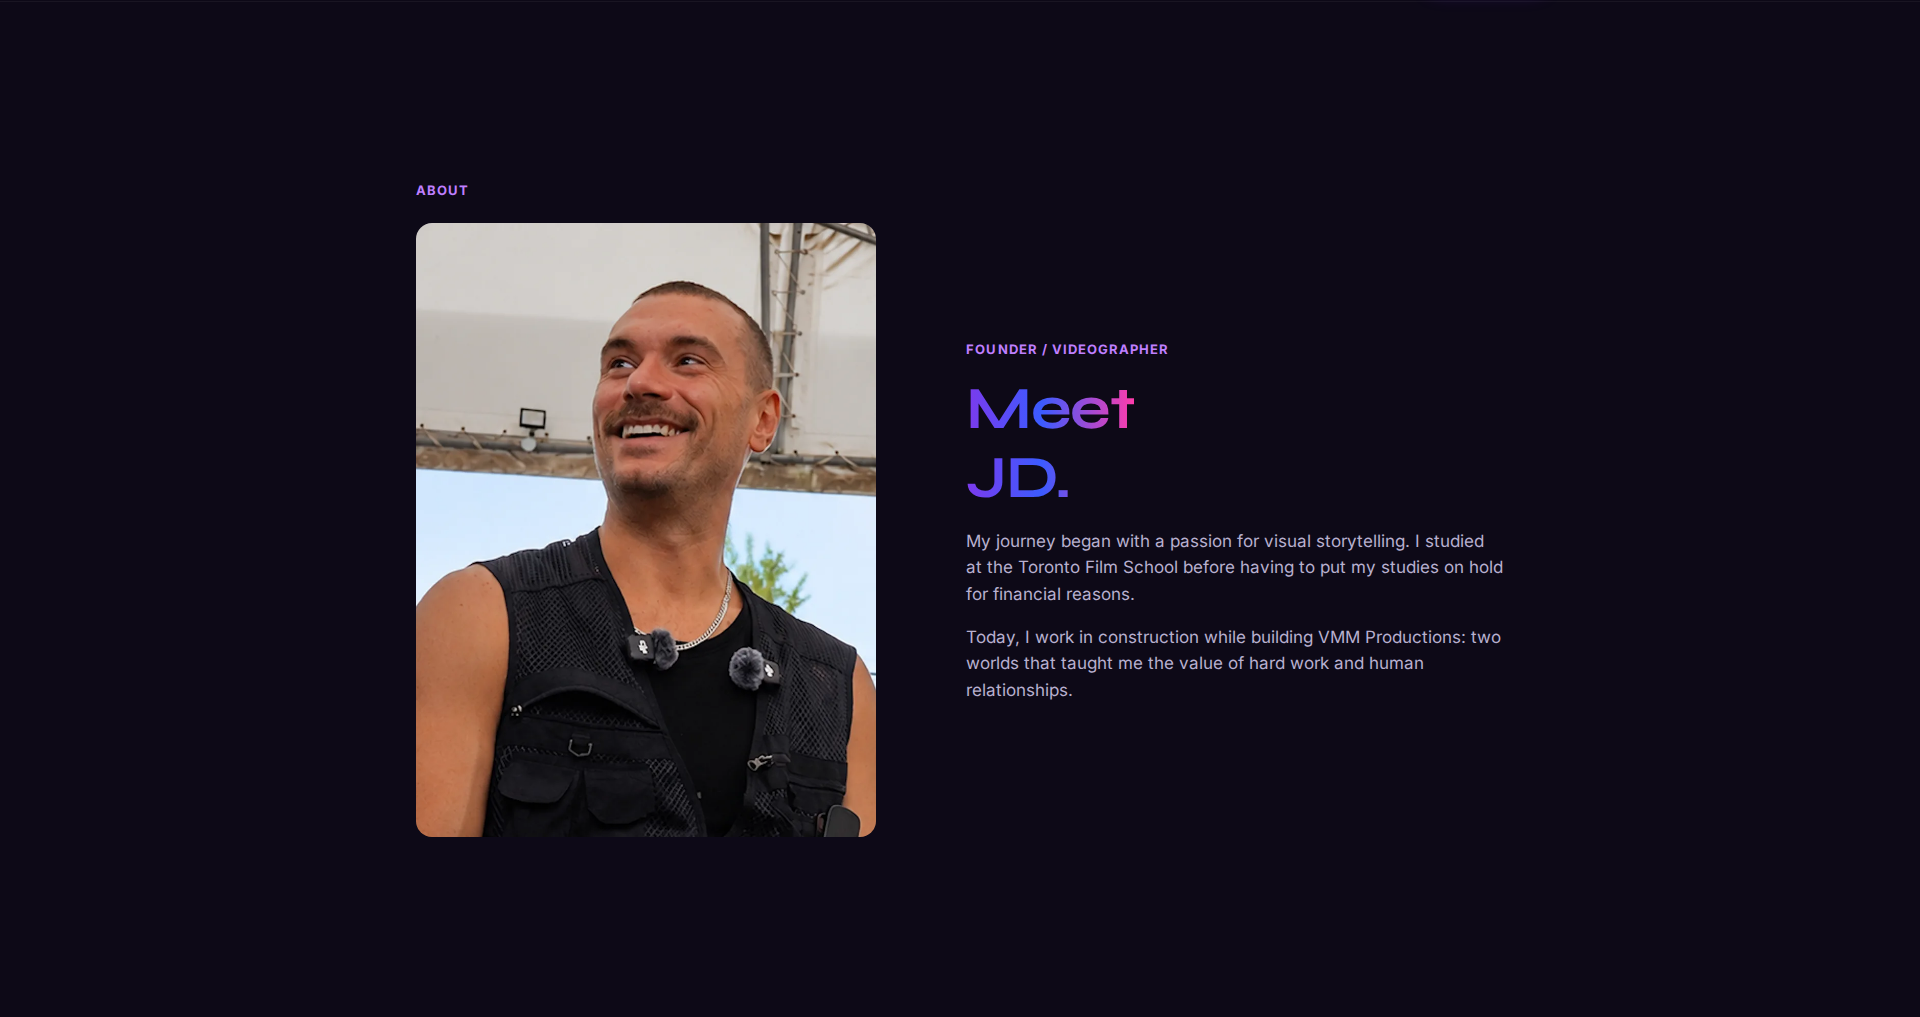 ABOUT
FOUNDER / VIDEOGRAPHER
Meet
JD.
My journey began with a passion for visual storytelling. I studied
at the Toronto Film School before having to put my studies on hold
for financial reasons.
Today, I work in construction while building VMM Productions: two
worlds that taught me the value of hard work and human
relationships.